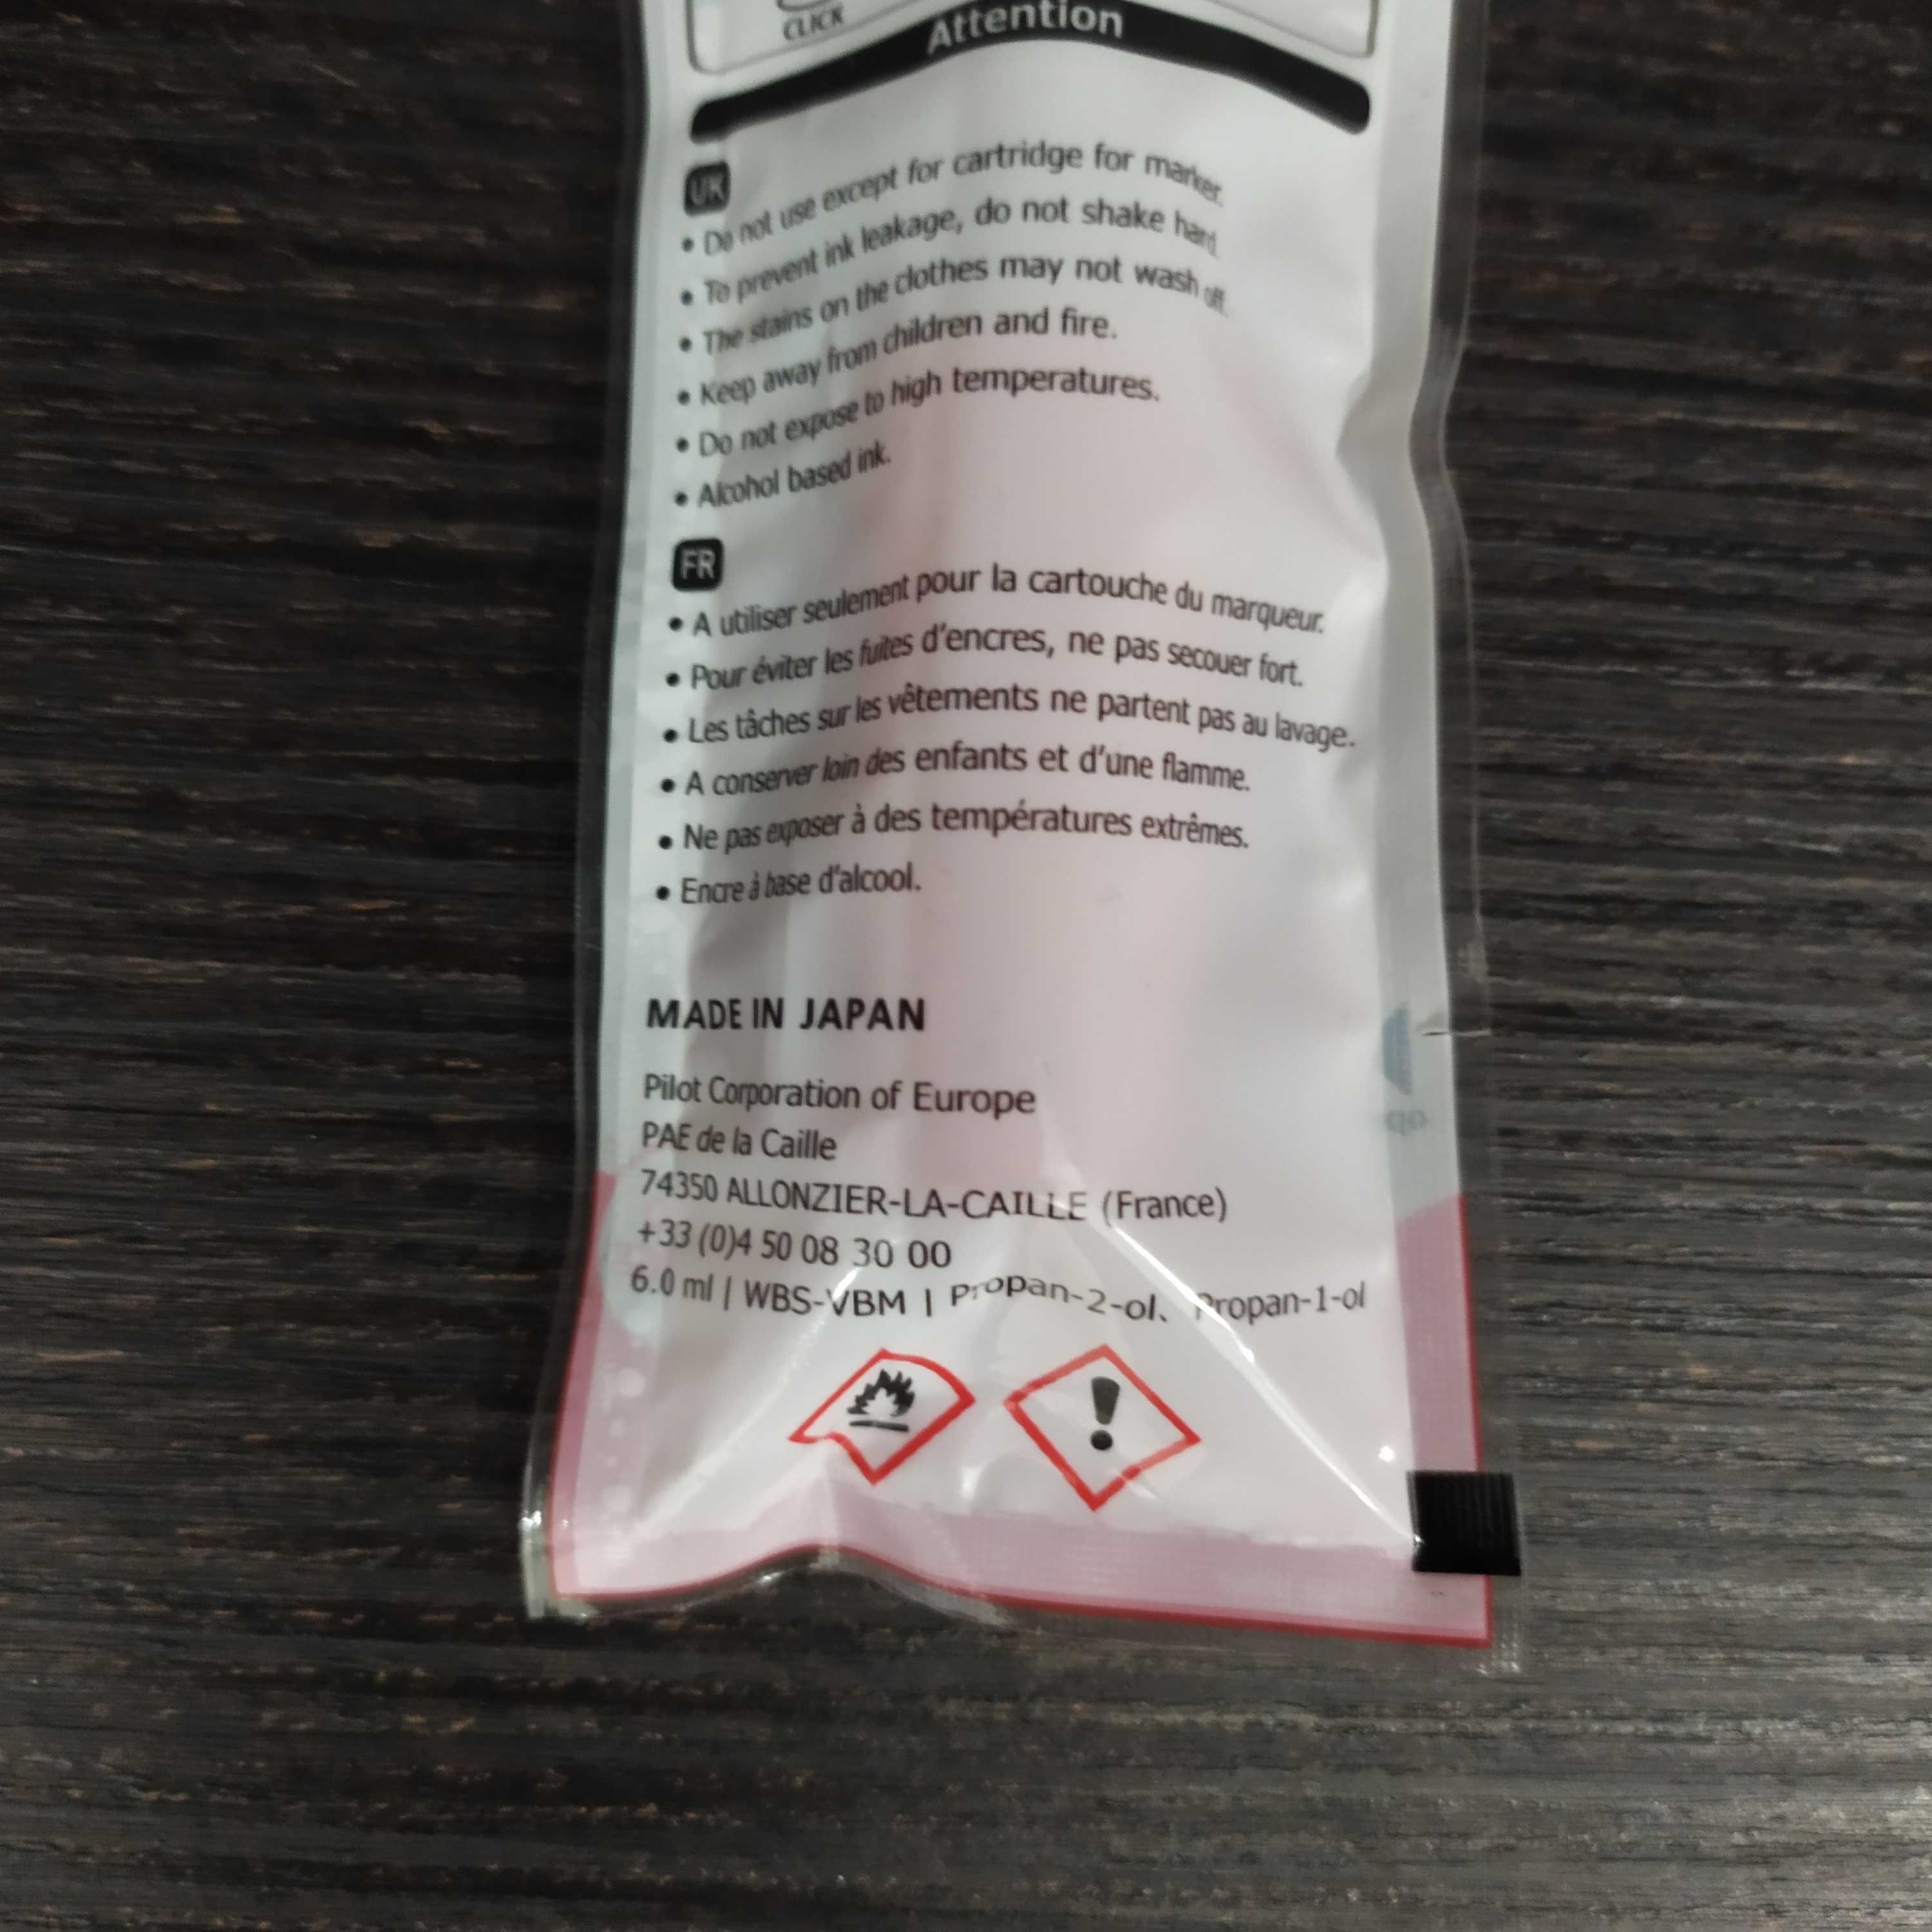 CLICK
Attention
UK
• Do not use except for cartridge for marker.
• To prevent ink leakage, do not shake hard.
• The stains on the clothes may not wash off.
• Keep away from children and fire.
• Do not expose to high temperatures.
• Alcohol based ink.
FR
• A utiliser seulement pour la cartouche du marqueur.
• Pour éviter les fuites d'encres, ne pas secouer fort.
• Les tâches sur les vêtements ne partent pas au lavage.
• A conserver loin des enfants et d'une flamme.
• Ne pas exposer à des températures extrêmes.
• Encre à base d'alcool.
MADE IN JAPAN
Pilot Corporation of Europe
PAE de la Caille
74350 ALLONZIER-LA-CAILLE (France)
+33 (0)4 50 08 30 00
6.0 ml | WBS-VBM | Propan-2-ol、Propan-1-ol